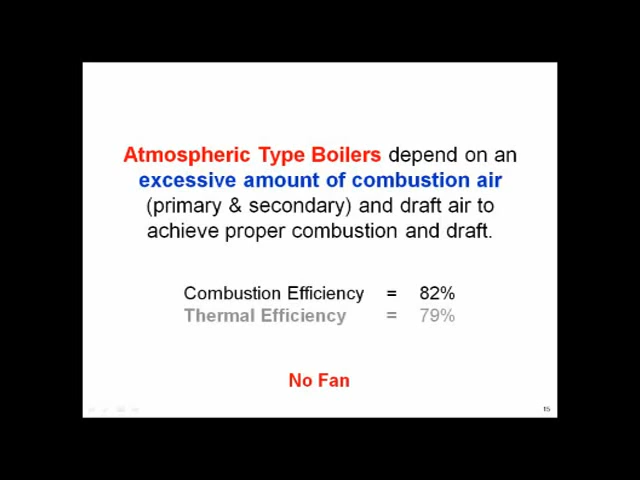 Atmospheric Type Boilers depend on an
excessive amount of combustion air
(primary & secondary) and draft air to
achieve proper combustion and draft.
Combustion Efficiency = 82%
Thermal Efficiency = 79%
No Fan
15